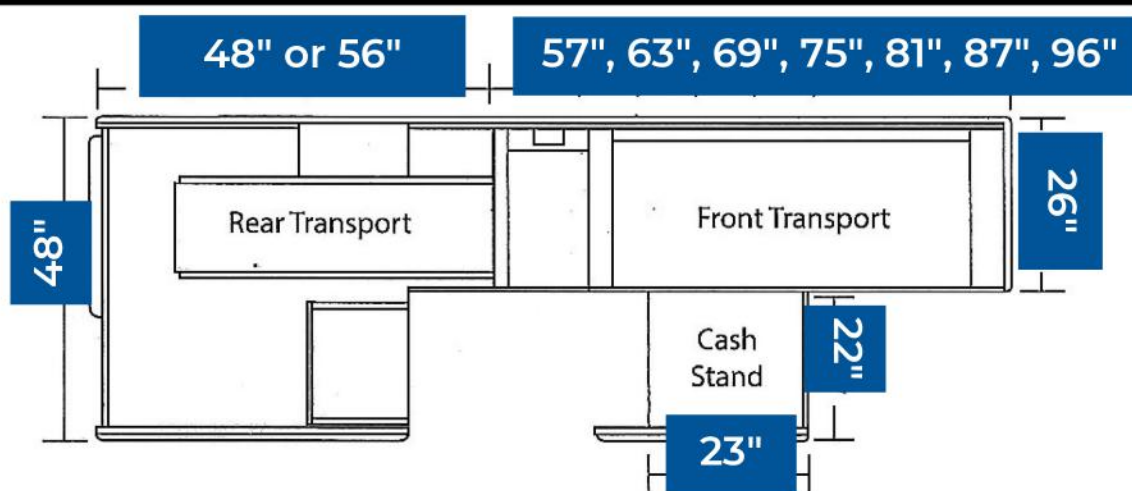 48" or 56"
57", 63", 69", 75", 81", 87", 96"
48"
Rear Transport
Front Transport
26"
Cash
Stand
22"
23"